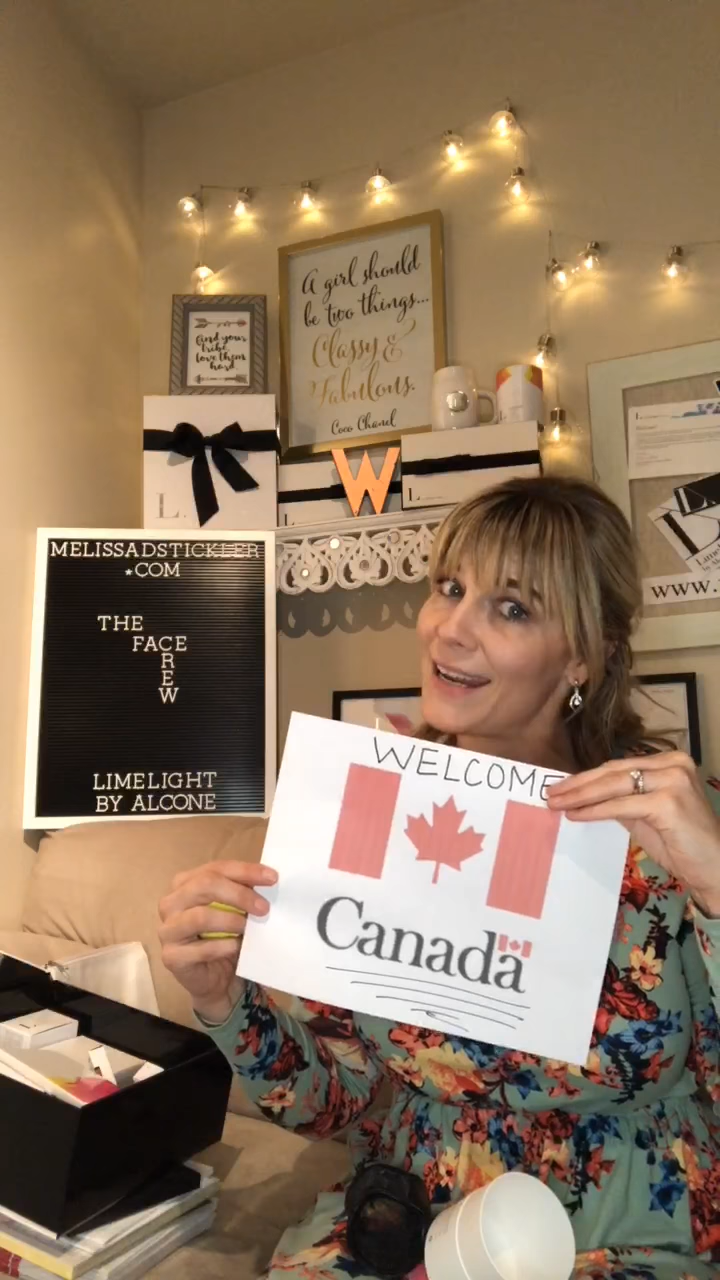 A girl should
be two things...
Classy &
Fabulous.
Coco Chanel
find your
tribe
love them
hard
L.
L.
W
MELISSADSTICKLER
★COM
THE
FACE
R
E
W
LIMELIGHT
BY ALCONE
WELCOME
Canada
www.